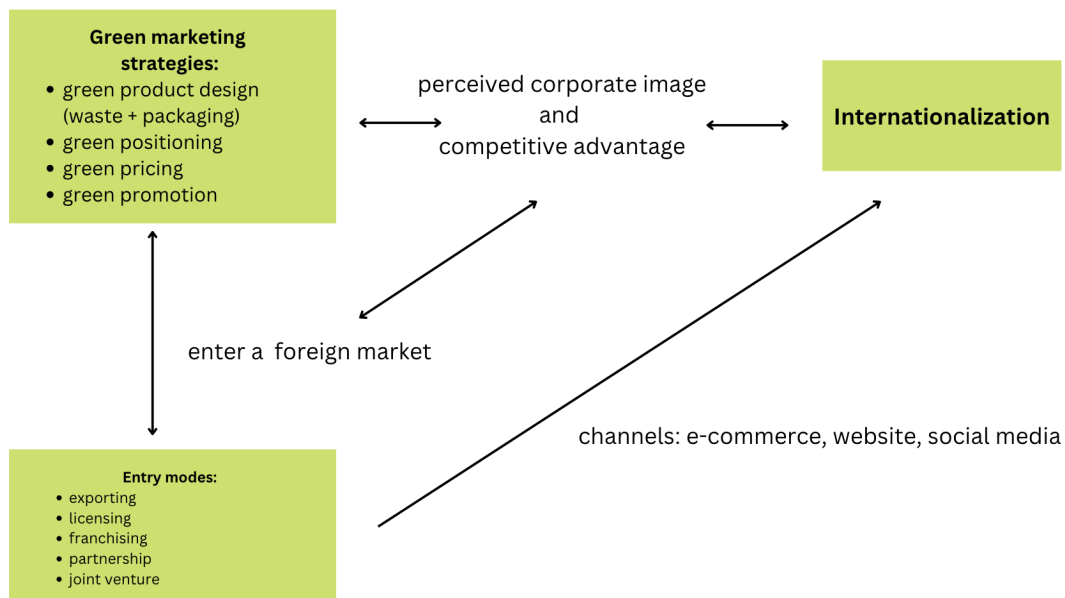 Green marketing
strategies:
• green product design
(waste + packaging)
• green positioning
• green pricing
• green promotion
perceived corporate image
and
competitive advantage
Internationalization
enter a foreign market
channels: e-commerce, website, social media
Entry modes:
• exporting
• licensing
• franchising
• partnership
• joint venture